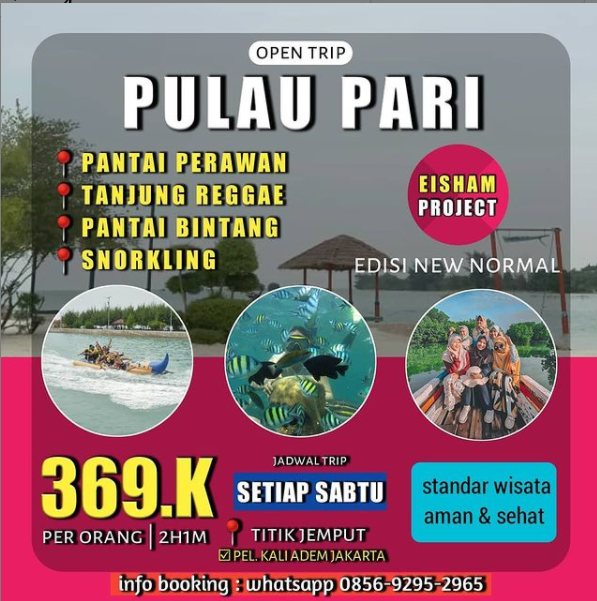 OPEN TRIP
PULAU PARI
PANTAI PERAWAN
TANJUNG REGGAE
PANTAI BINTANG
SNORKLING
EISHAM
PROJECT
EDISI NEW NORMAL
369.K
PER ORANG | 2H1M
JADWAL TRIP
SETIAP SABTU
TITIK JEMPUT
PEL. KALI ADEM JAKARTA
standar wisata
aman & sehat
info booking : whatsapp 0856-9295-2965